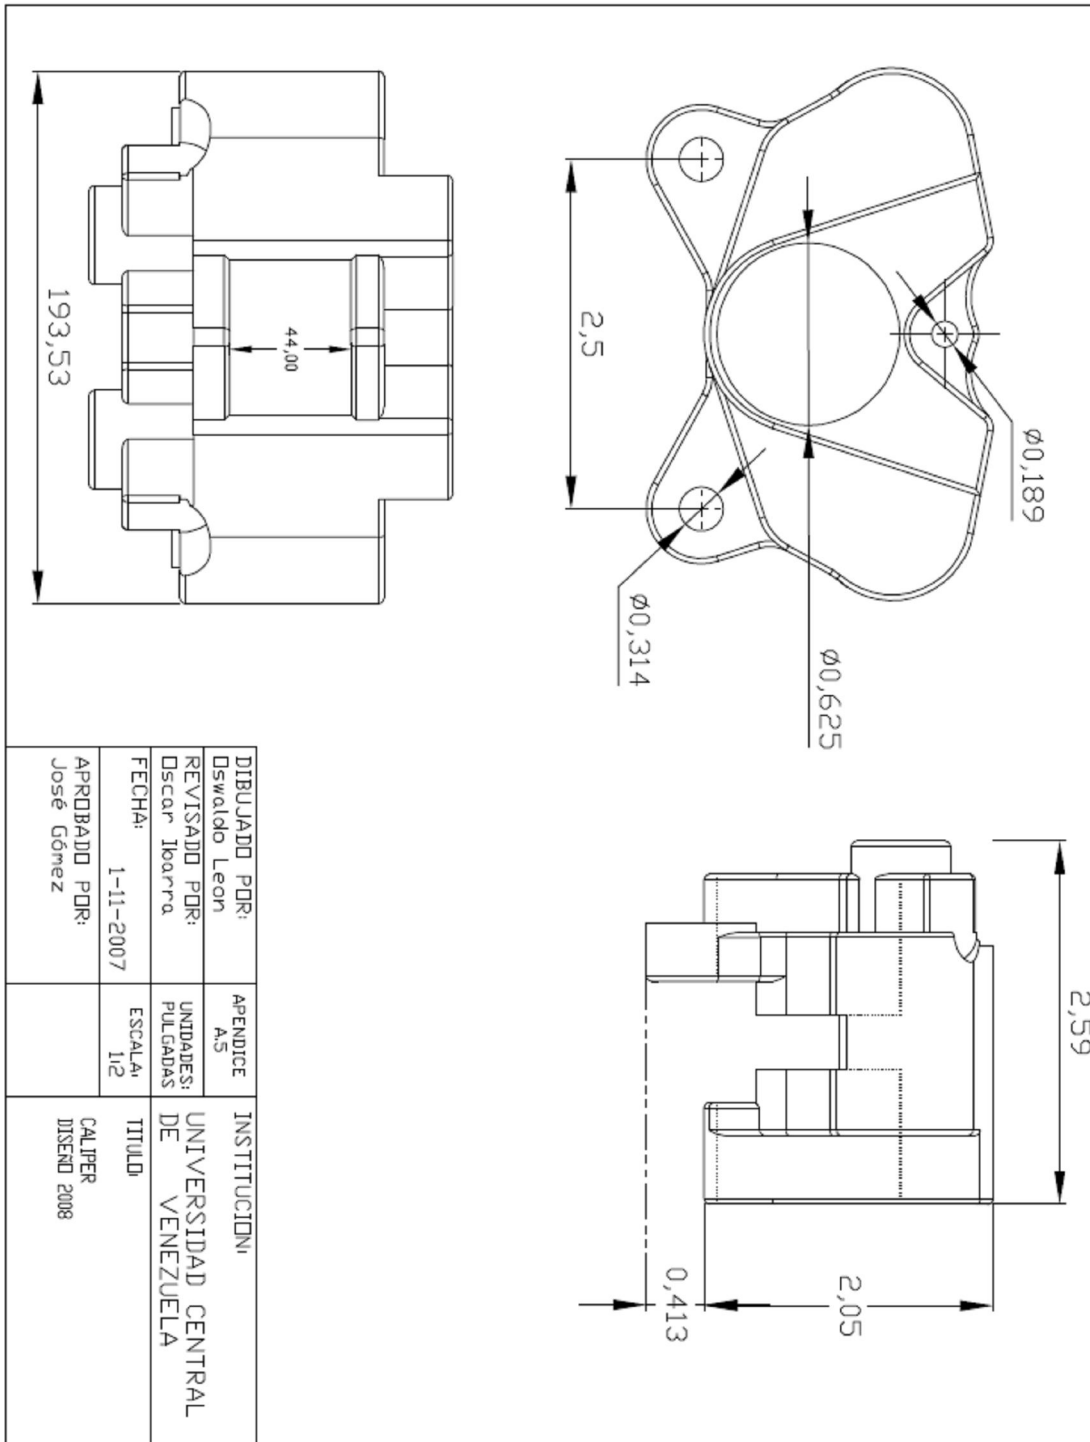 Ø0,189
2,59
2,5
Ø0,625
2,05
Ø0,314
0,413
44,00
193,53
DIBUJADO POR:
Oswaldo Leon
APENDICE
A.5
INSTITUCION:
REVISADO POR:
Oscar Ibarra
UNIDADES:
PULGADAS
UNIVERSIDAD CENTRAL
DE VENEZUELA
FECHA:
1-11-2007
ESCALA:
1:2
TITULO:
APROBADO POR:
José Gómez
CALIPER
DISEÑO 2008